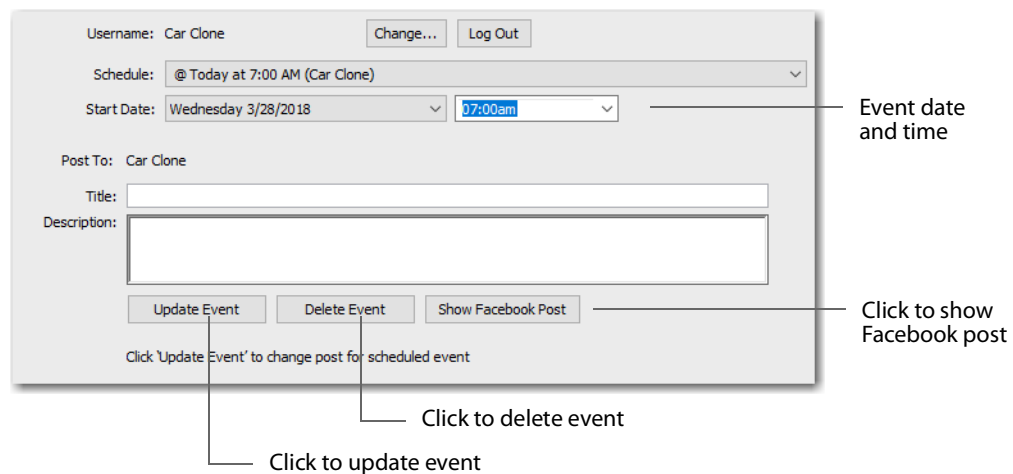 Username: Car Clone Change... Log Out
Schedule: @ Today at 7:00 AM (Car Clone)
Start Date: Wednesday 3/28/2018 07:00am
Event date
and time
Post To: Car Clone
Title:
Description:
Update Event Delete Event Show Facebook Post
Click to show
Facebook post
Click 'Update Event' to change post for scheduled event
Click to delete event
Click to update event